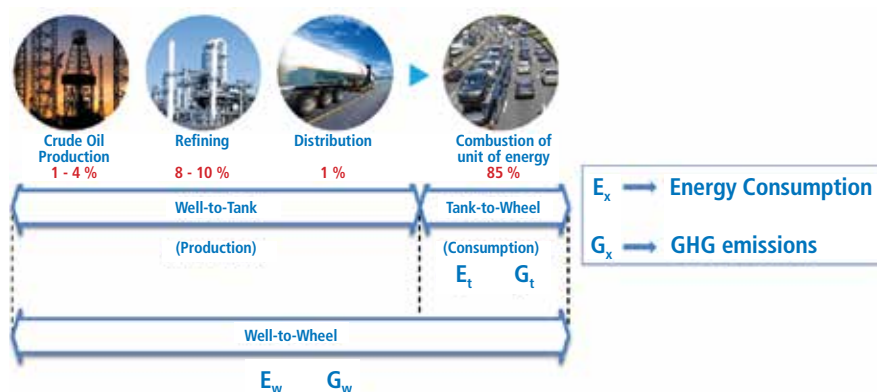 Crude Oil
Production
1 - 4 %
Refining
8 - 10 %
Distribution
1 %
Combustion of
unit of energy
85 %
Well-to-Tank
Tank-to-Wheel
(Production)
(Consumption)
Et Gt
Well-to-Wheel
Ew Gw
Ex Energy Consumption
Gx GHG emissions